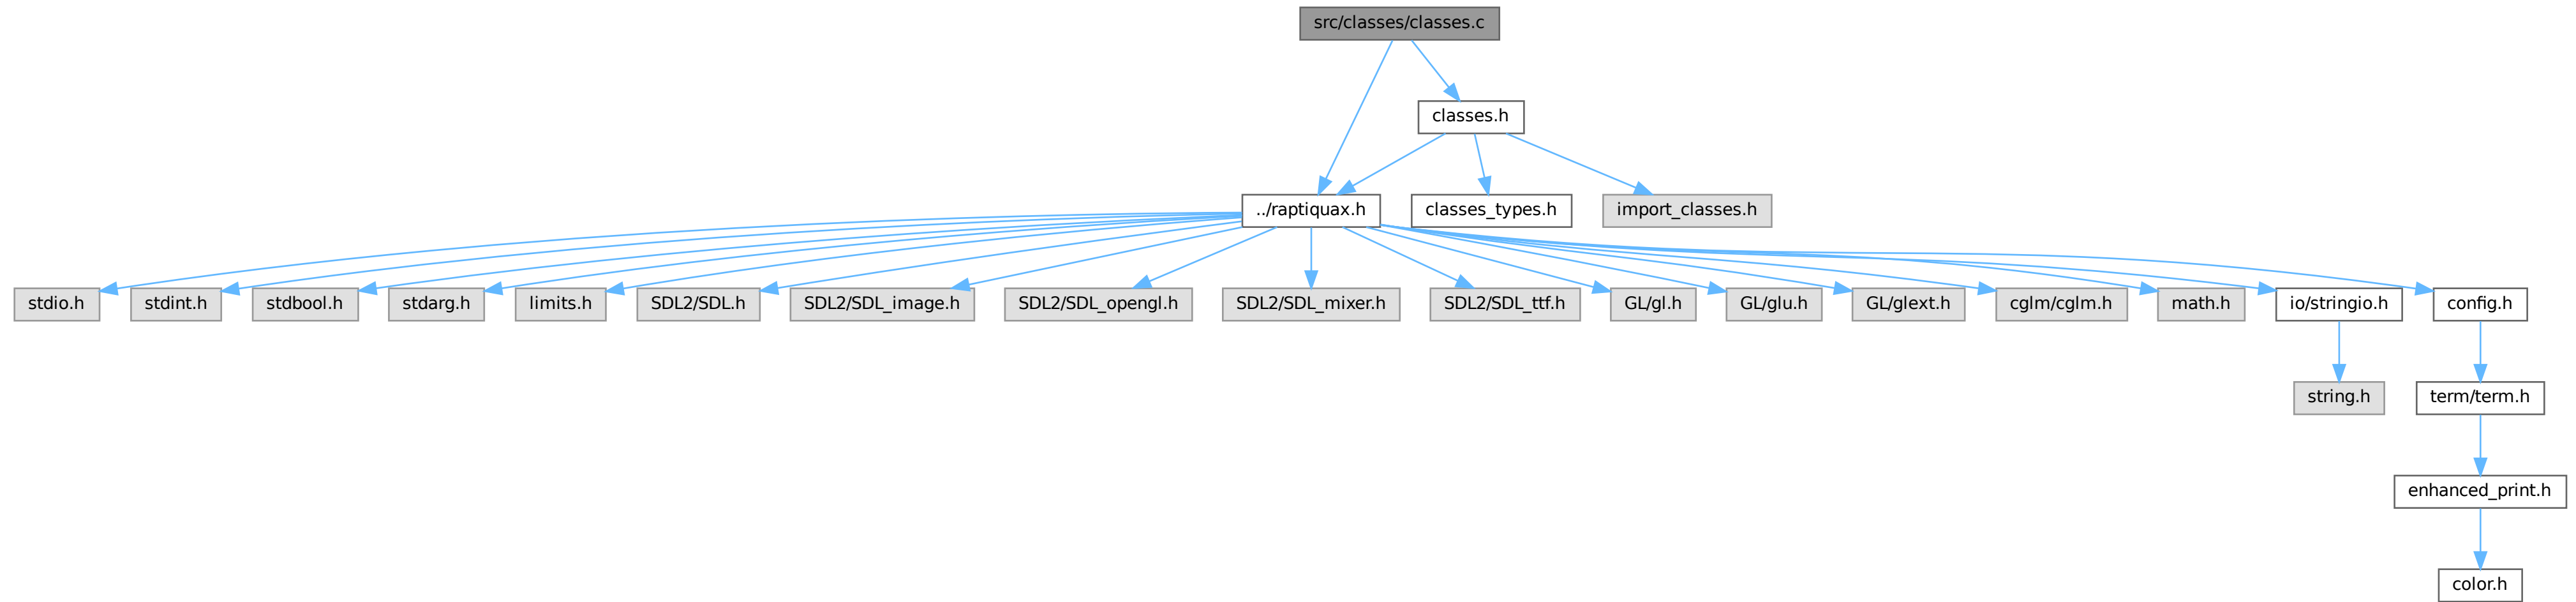 src/classes/classes.c
classes.h
../raptiquax.h
classes_types.h
import_classes.h
stdio.h
stdint.h
stdbool.h
stdarg.h
limits.h
SDL2/SDL.h
SDL2/SDL_image.h
SDL2/SDL_opengl.h
SDL2/SDL_mixer.h
SDL2/SDL_ttf.h
GL/gl.h
GL/glu.h
GL/glext.h
cglm/cglm.h
math.h
io/stringio.h
config.h
string.h
term/term.h
enhanced_print.h
color.h